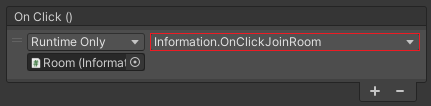 On Click ()
Runtime Only Information.OnClickJoinRoom
Room (Informat